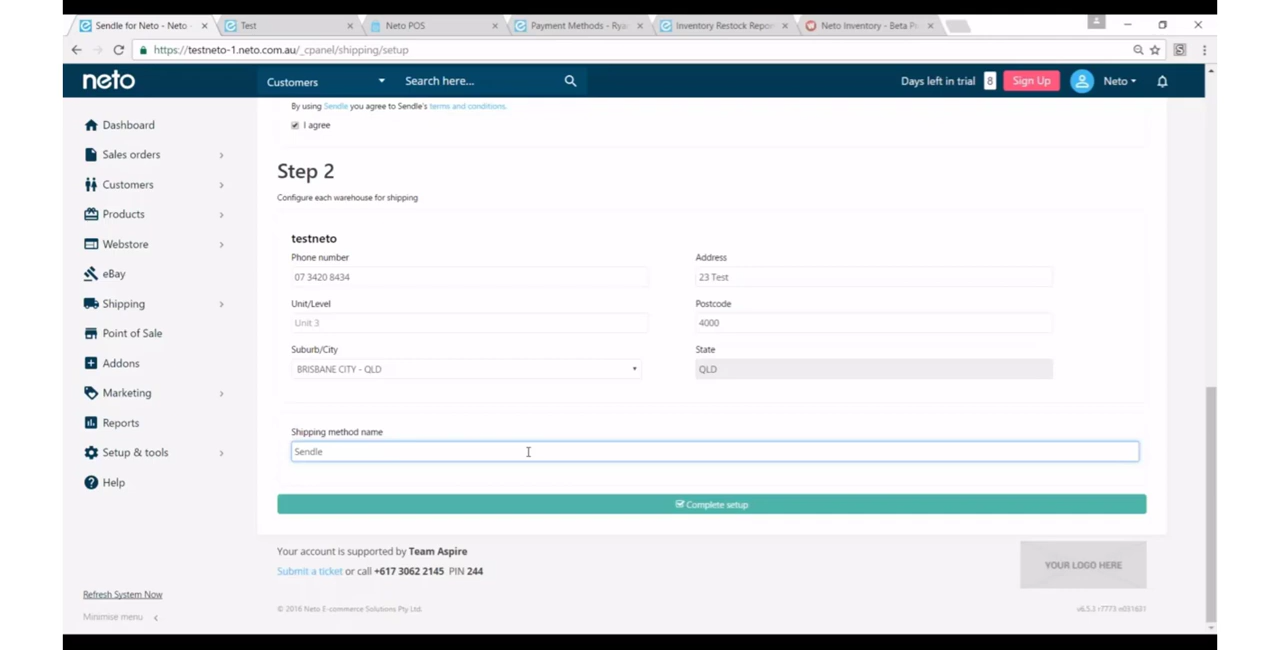 Sendle for Neto - Neto -
Test
Neto POS
Payment Methods - Rya
Inventory Restock Repor
Neto Inventory - Beta Po
https://testneto-1.neto.com.au/_cpanel/shipping/setup
neto
Customers
Search here...
Days left in trial 8
Sign Up
Neto
By using Sendle you agree to Sendle's terms and conditions.
I agree
Dashboard
Sales orders
Customers
Products
Webstore
eBay
Shipping
Point of Sale
Addons
Marketing
Reports
Setup & tools
Help
Refresh System Now
Minimise menu
Step 2
Configure each warehouse for shipping
testneto
Phone number
07 3420 8434
Address
23 Test
Unit/Level
Unit 3
Postcode
4000
Suburb/City
BRISBANE CITY - QLD
State
QLD
Shipping method name
Sendle
Complete setup
Your account is supported by Team Aspire
Submit a ticket or call +617 3062 2145 PIN 244
YOUR LOGO HERE
© 2016 Neto E-commerce Solutions Pty Ltd.